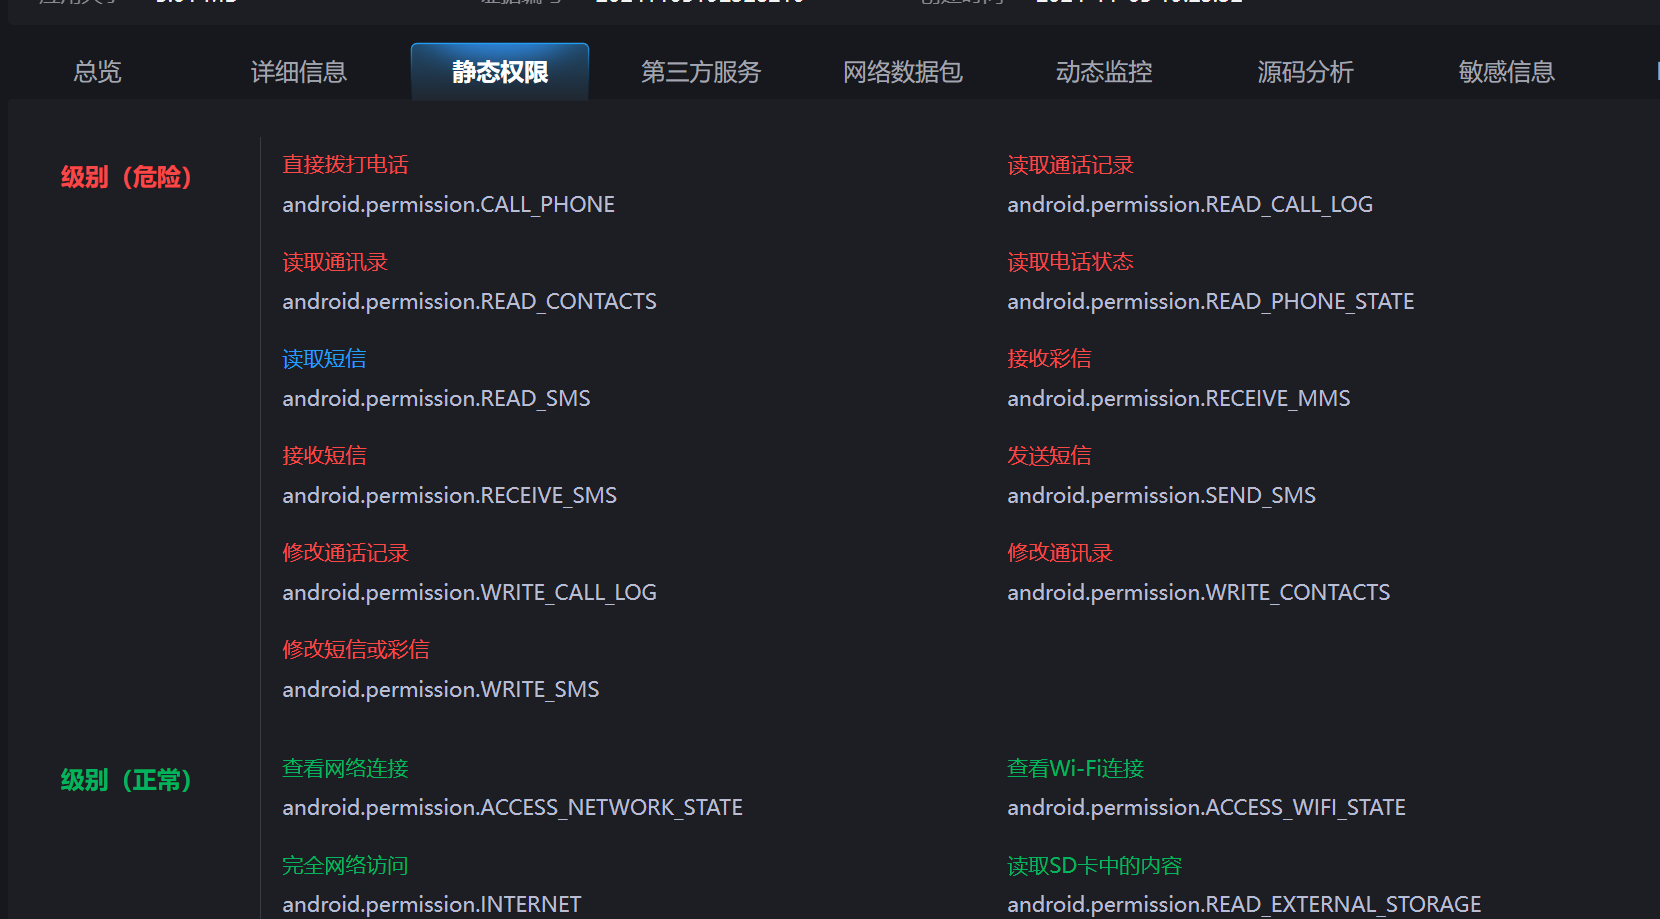 总览 详细信息 静态权限 第三方服务 网络数据包 动态监控 源码分析 敏感信息
级别（危险）
直接拨打电话 读取通话记录
android.permission.CALL_PHONE android.permission.READ_CALL_LOG
读取通讯录 读取电话状态
android.permission.READ_CONTACTS android.permission.READ_PHONE_STATE
读取短信 接收彩信
android.permission.READ_SMS android.permission.RECEIVE_MMS
接收短信 发送短信
android.permission.RECEIVE_SMS android.permission.SEND_SMS
修改通话记录 修改通讯录
android.permission.WRITE_CALL_LOG android.permission.WRITE_CONTACTS
修改短信或彩信
android.permission.WRITE_SMS
级别（正常）
查看网络连接 查看Wi-Fi连接
android.permission.ACCESS_NETWORK_STATE android.permission.ACCESS_WIFI_STATE
完全网络访问 读取SD卡中的内容
android.permission.INTERNET android.permission.READ_EXTERNAL_STORAGE